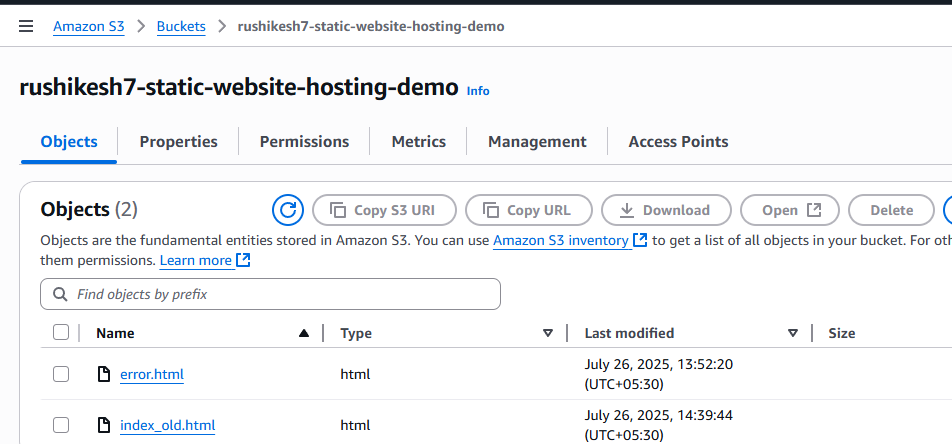 Amazon S3 > Buckets > rushikesh7-static-website-hosting-demo
rushikesh7-static-website-hosting-demo Info
Objects Properties Permissions Metrics Management Access Points
Objects (2) Copy S3 URI Copy URL Download Open Delete
Objects are the fundamental entities stored in Amazon S3. You can use Amazon S3 inventory to get a list of all objects in your bucket. For oth
them permissions. Learn more
Find objects by prefix
Name Type Last modified Size
error.html html July 26, 2025, 13:52:20
(UTC+05:30)
index_old.html html July 26, 2025, 14:39:44
(UTC+05:30)